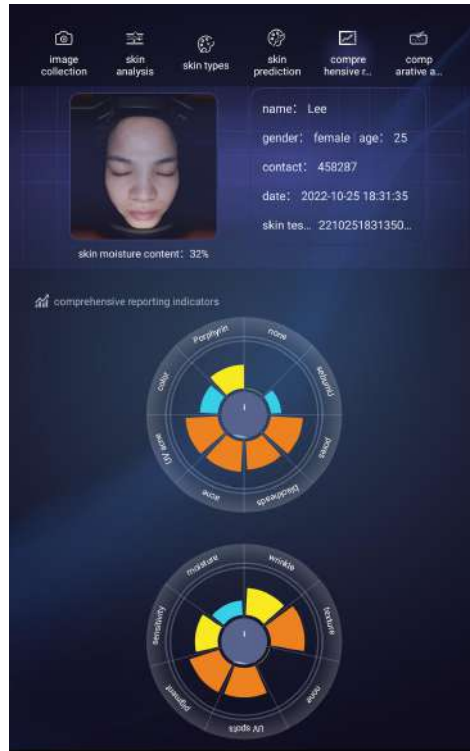 image
collection
skin
analysis
skin types
skin
prediction
compre
hensive r...
comp
arative a...
name: Lee
gender: female age: 25
contact: 458287
date: 2022-10-25 18:31:35
skin tes... 2210251831350...
skin moisture content: 32%
comprehensive reporting indicators
Porphyrin
none
color
sebum
UV acne
pores
acne
blackheads
moisture
wrinkle
sensitivity
texture
pigment
none
UV spots